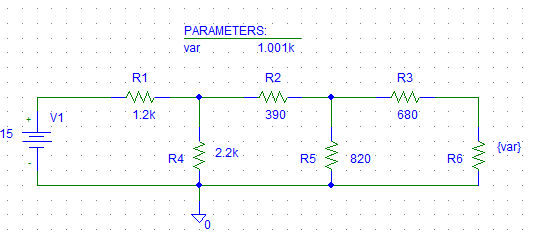 PARAMETERS:
var 1.001k
R1 R2 R3
1.2k 390 680
+ V1
15
-
R4 2.2k R5 820 R6 {var}
0